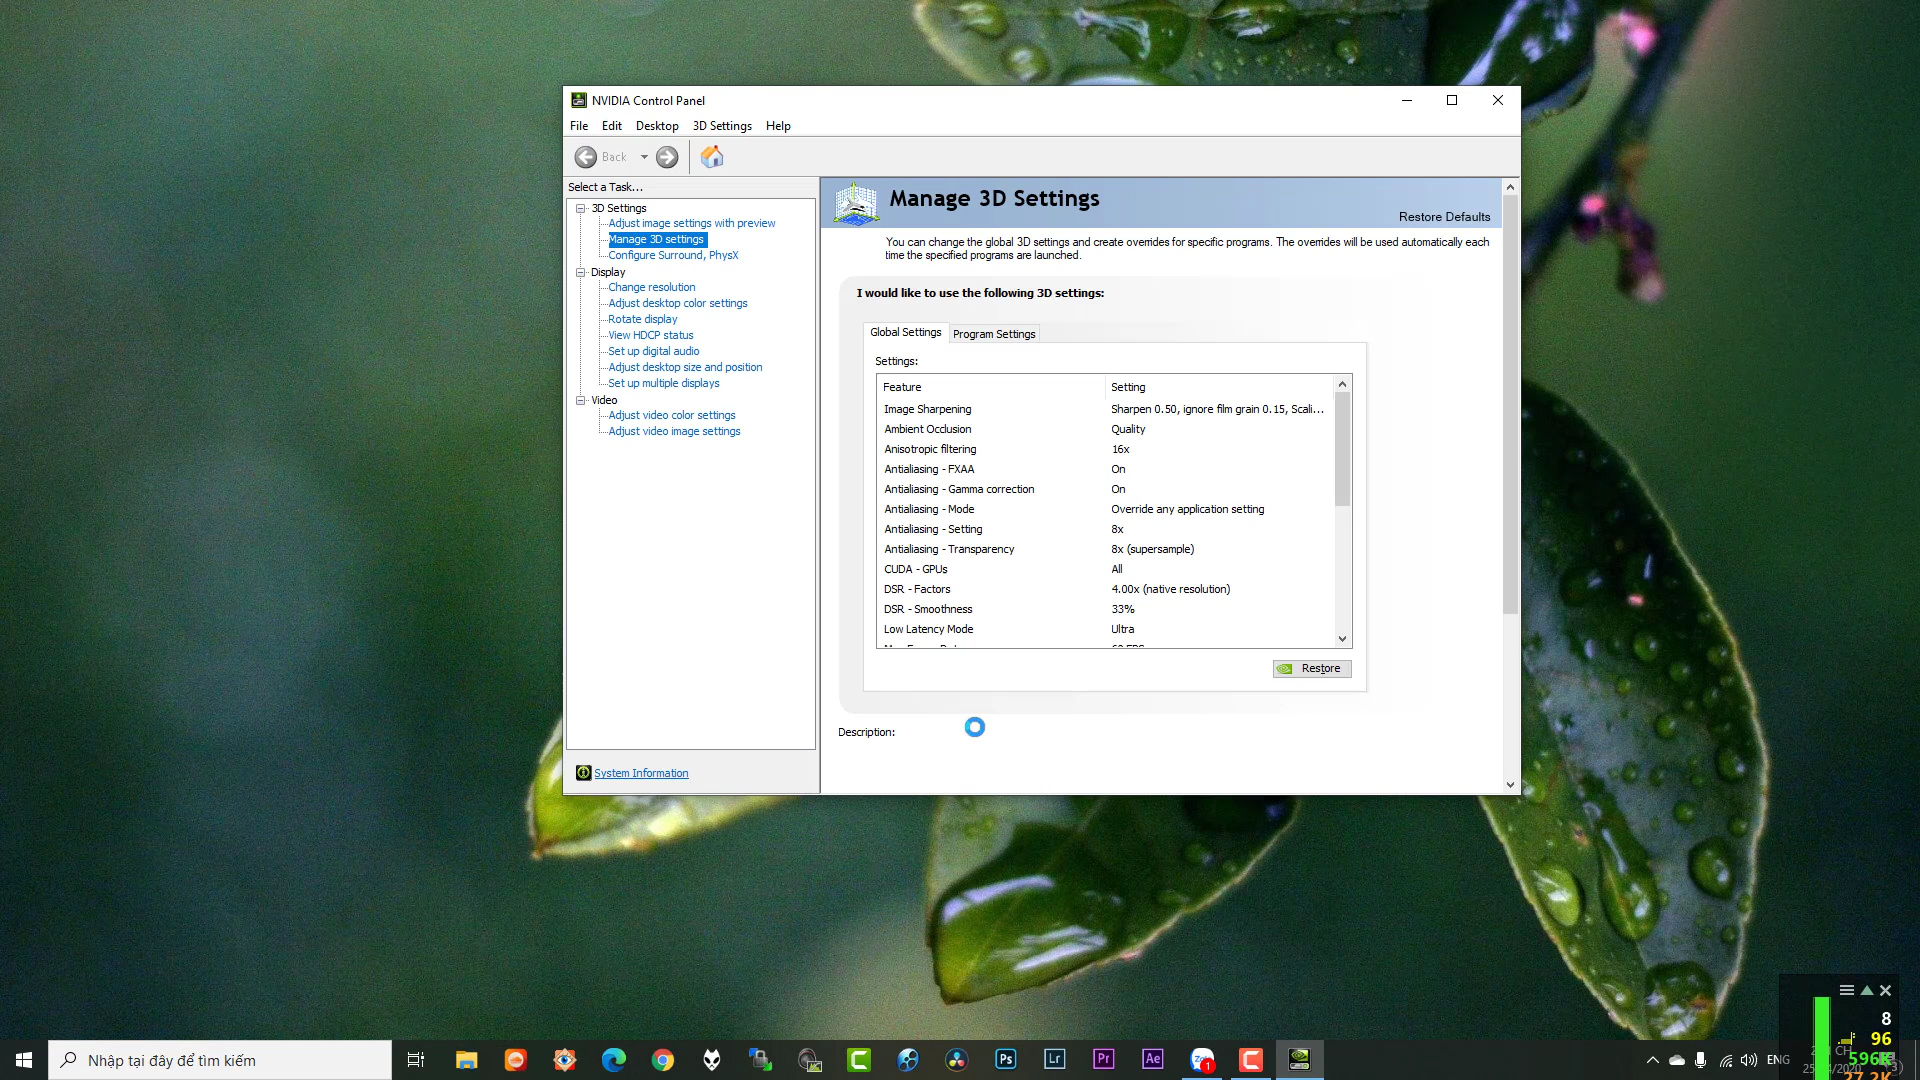 NVIDIA Control Panel
File Edit Desktop 3D Settings Help
Back
Select a Task...
3D Settings
Adjust image settings with preview
Manage 3D settings
Configure Surround, PhysX
Display
Change resolution
Adjust desktop color settings
Rotate display
View HDCP status
Set up digital audio
Adjust desktop size and position
Set up multiple displays
Video
Adjust video color settings
Adjust video image settings
System Information
Manage 3D Settings
Restore Defaults
You can change the global 3D settings and create overrides for specific programs. The overrides will be used automatically each
time the specified programs are launched.
I would like to use the following 3D settings:
Global Settings Program Settings
Settings:
Feature Setting
Image Sharpening Sharpen 0.50, ignore film grain 0.15, Scali...
Ambient Occlusion Quality
Anisotropic filtering 16x
Antialiasing - FXAA On
Antialiasing - Gamma correction On
Antialiasing - Mode Override any application setting
Antialiasing - Setting 8x
Antialiasing - Transparency 8x (supersample)
CUDA - GPUs All
DSR - Factors 4.00x (native resolution)
DSR - Smoothness 33%
Low Latency Mode Ultra
Restore
Description:
8
96
596K
27.2K
Nhập tại đây để tìm kiếm
Ps Lr Pr Ae
1
ENG